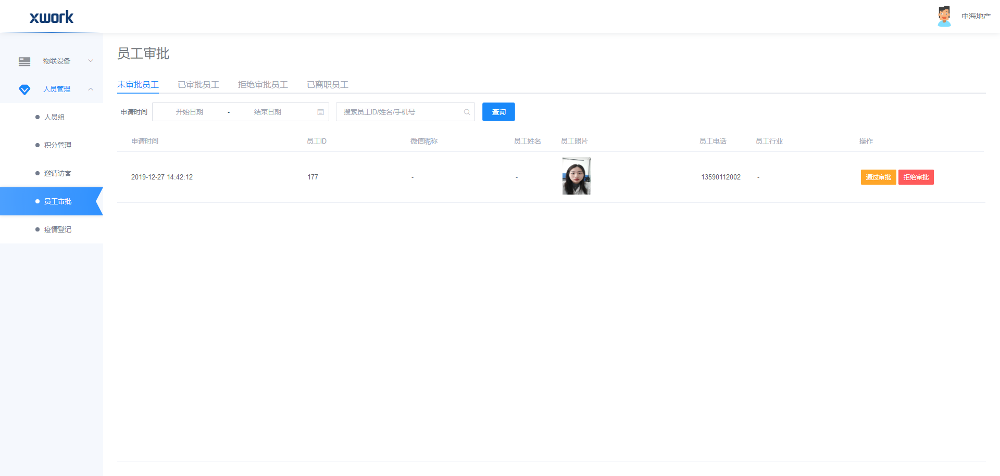 xwork
中海地产
物联设备
人员管理
人员组
积分管理
邀请访客
员工审批
疫情登记
员工审批
未审批员工 已审批员工 拒绝审批员工 已离职员工
申请时间 开始日期 - 结束日期 搜索员工ID/姓名/手机号 查询
申请时间 员工ID 微信昵称 员工姓名 员工照片 员工电话 员工行业 操作
2019-12-27 14:42:12 177 - - 13590112002 - 通过审批 拒绝审批